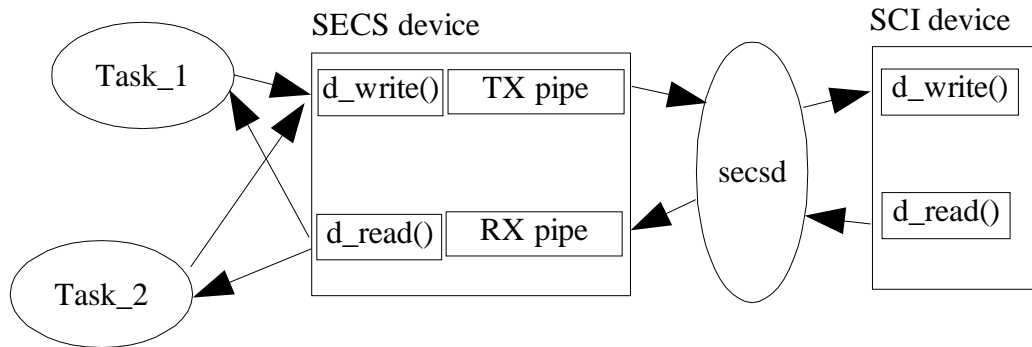 SECS device
SCI device
Task_1
d_write()
TX pipe
d_write()
secsd
d_read()
RX pipe
d_read()
Task_2